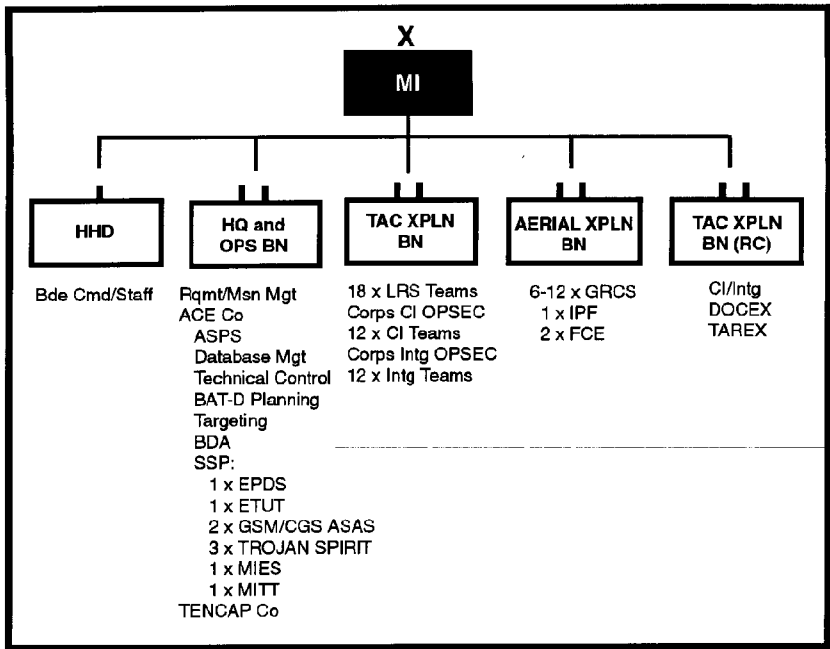 X
MI
HHD
Bde Cmd/Staff
HQ and
OPS BN
Rqmt/Msn Mgt
ACE Co
ASPS
Database Mgt
Technical Control
BAT-D Planning
Targeting
BDA
SSP:
1 x EPDS
1 x ETUT
2 x GSM/CGS ASAS
3 x TROJAN SPIRIT
1 x MIES
1 x MITT
TENCAP Co
TAC XPLN
BN
18 x LRS Teams
Corps CI OPSEC
12 x CI Teams
Corps Intg OPSEC
12 x Intg Teams
AERIAL XPLN
BN
6-12 x GRCS
1 x IPF
2 x FCE
TAC XPLN
BN (RC)
CI/Intg
DOCEX
TAREX